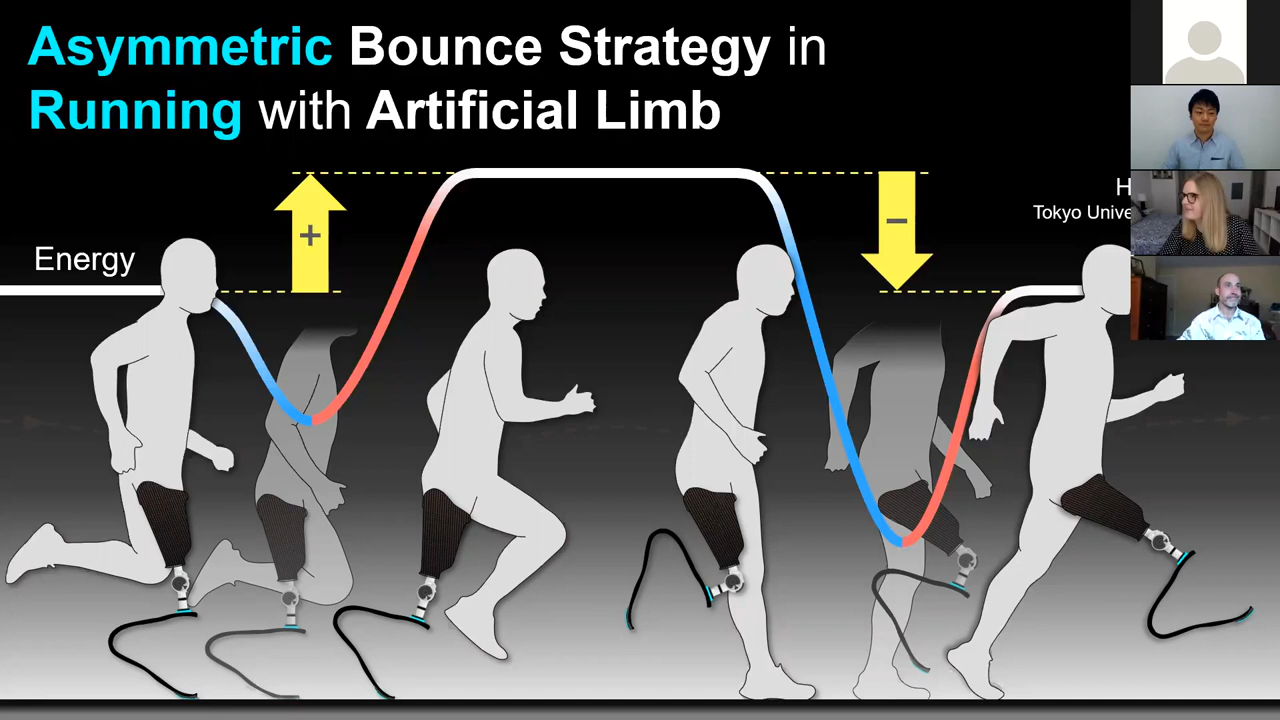 Asymmetric Bounce Strategy in
Running with Artificial Limb
+
−
H
Energy
Tokyo Unive